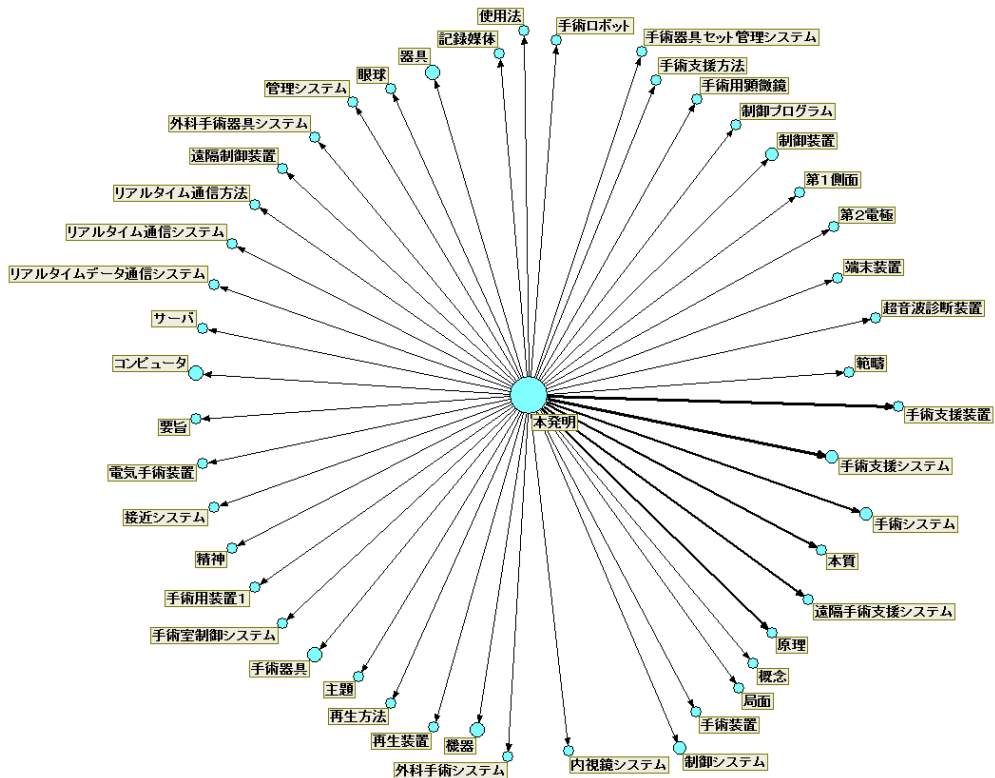 使用法
手術ロボット
記録媒体
手術器具セット管理システム
器具
手術支援方法
眼球
手術用顕微鏡
管理システム
制御プログラム
外科手術器具システム
制御装置
遠隔制御装置
第1側面
リアルタイム通信方法
第2電極
リアルタイム通信システム
端末装置
リアルタイムデータ通信システム
超音波診断装置
サーバ
コンピュータ
範疇
手術支援装置
本発明
要旨
電気手術装置
手術支援システム
接近システム
手術システム
精神
本質
手術用装置1
遠隔手術支援システム
手術室制御システム
原理
手術器具
概念
主題
局面
再生方法
手術装置
再生装置
機器
外科手術システム
内視鏡システム
制御システム